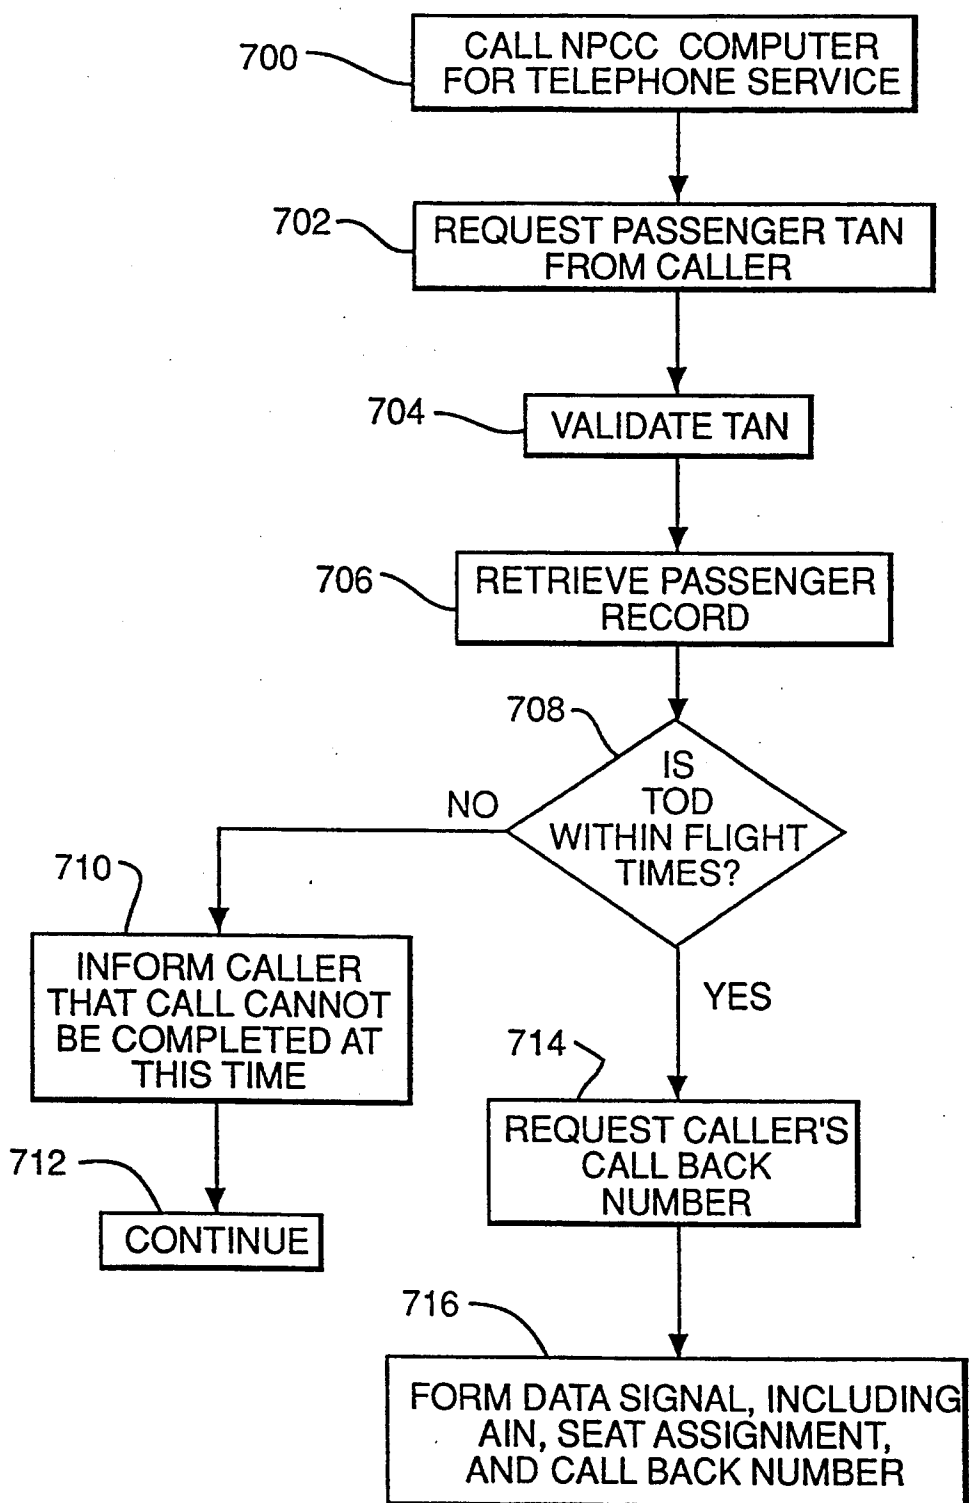 700
CALL NPCC COMPUTER
FOR TELEPHONE SERVICE
702
REQUEST PASSENGER TAN
FROM CALLER
704
VALIDATE TAN
706
RETRIEVE PASSENGER
RECORD
708
IS
TOD
WITHIN FLIGHT
TIMES?
NO
710
INFORM CALLER
THAT CALL CANNOT
BE COMPLETED AT
THIS TIME
712
CONTINUE
YES
714
REQUEST CALLER'S
CALL BACK
NUMBER
716
FORM DATA SIGNAL, INCLUDING
AIN, SEAT ASSIGNMENT,
AND CALL BACK NUMBER